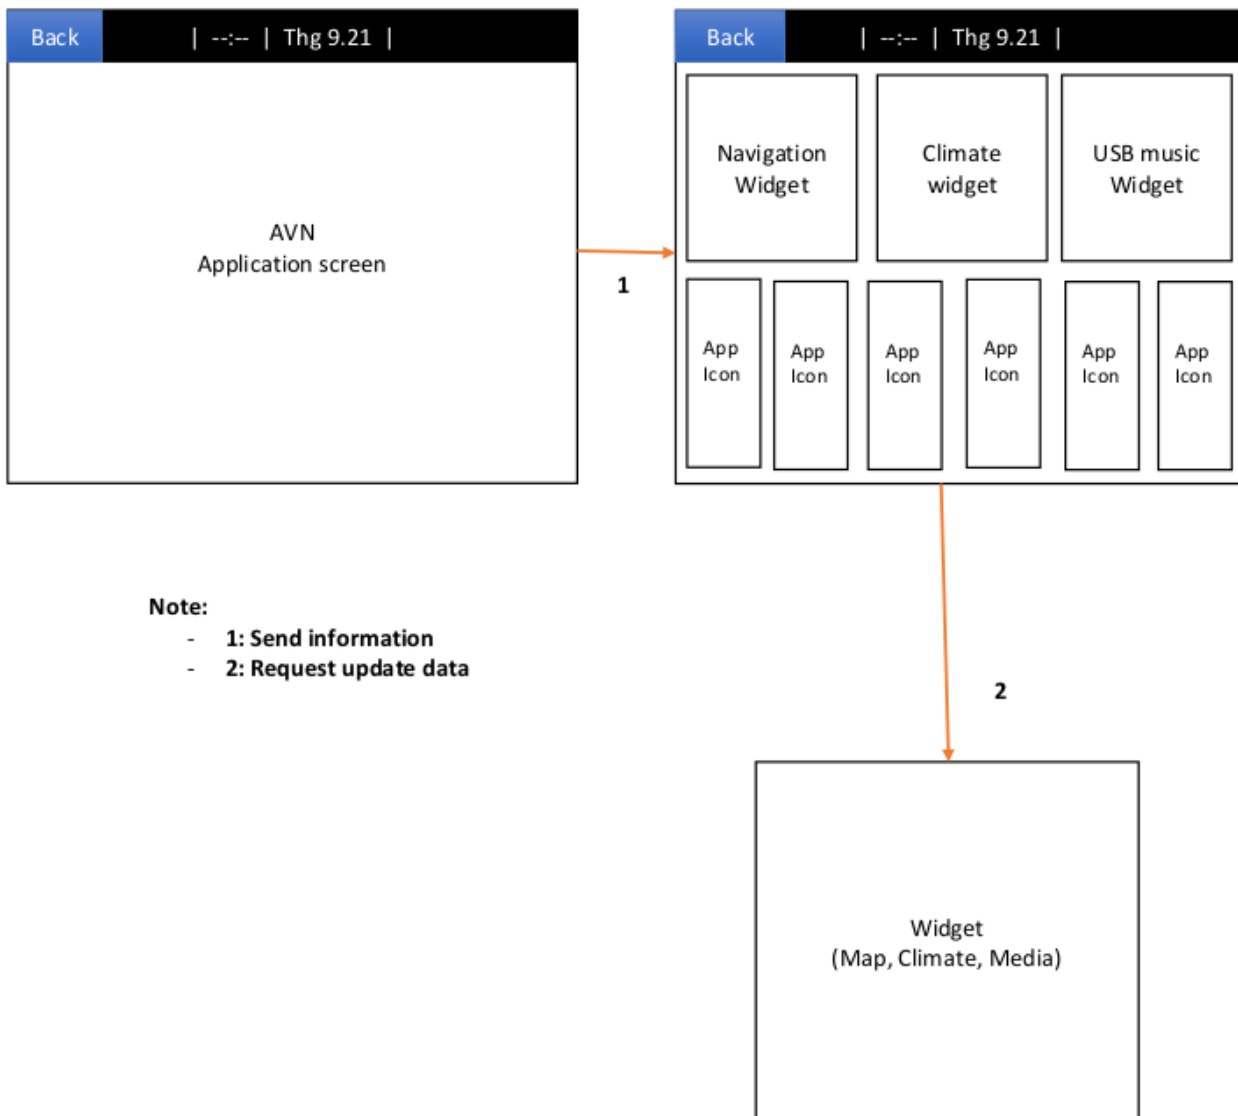 Back | --:-- | Thg 9.21 |
AVN
Application screen
1
Back | --:-- | Thg 9.21 |
Navigation
Widget
Climate
widget
USB music
Widget
App
Icon
App
Icon
App
Icon
App
Icon
App
Icon
App
Icon
Note:
- 1: Send information
- 2: Request update data
2
Widget
(Map, Climate, Media)